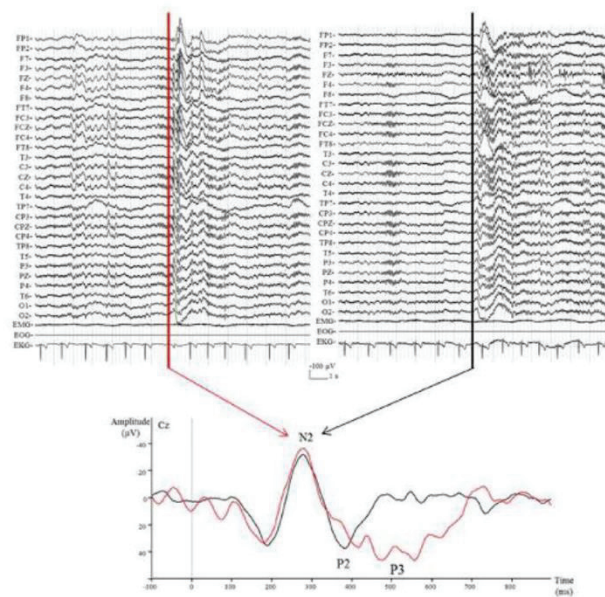 FP1-
FP2-
F7-
F3-
FZ-
F4-
F8-
FT7-
FC3-
FCZ-
FC4-
FT8-
T3-
C3-
CZ-
C4-
T4-
TP7-
CP3-
CPZ-
CP4-
TP8-
T5-
P3-
PZ-
P4-
T6-
O1-
O2-
EMG-
EOG-
EKG-
FP1-
FP2-
F7-
F3-
FZ-
F4-
F8-
FT7-
FC3-
FCZ-
FC4-
FT8-
T3-
C3-
CZ-
C4-
T4-
TP7-
CP3-
CPZ-
CP4-
TP8-
T5-
P3-
PZ-
P4-
T6-
O1-
O2-
EMG-
EOG-
EKG-
-100 µV
1 s
Amplitude
(µV)
Cz
N2
-40
-20
0
20
40
P2
P3
Time
(ms)
-100
0
100
200
300
400
500
600
700
800